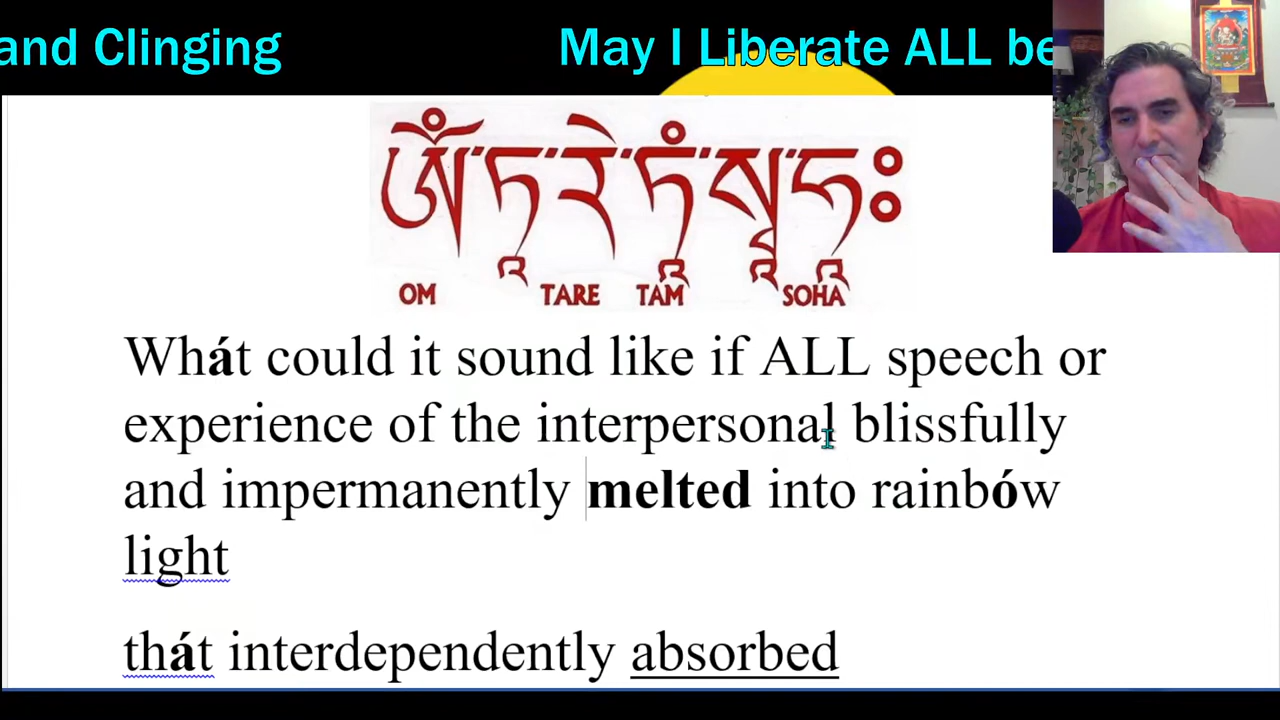 and Clinging May I Liberate ALL be
ཨོཾ་ཏཱ་རེ་ཏཱཾ་སྭཱ་ཧཱ༔
OM TARE TAM SOHA
Whát could it sound like if ALL speech or
experience of the interpersonal blissfully
and impermanently melted into rainbów
light
thát interdependently absorbed